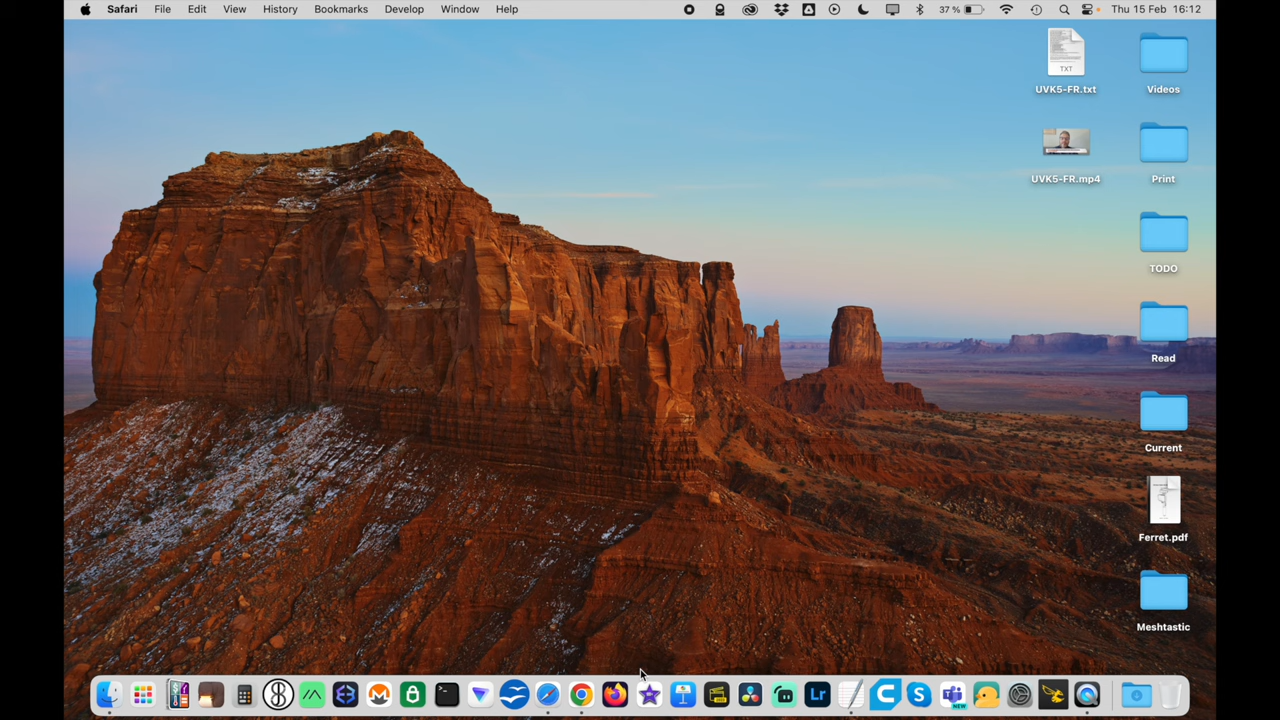 Safari File Edit View History Bookmarks Develop Window Help 37 % Thu 15 Feb 16:12
TXT
UVK5-FR.txt
Videos
UVK5-FR.mp4
Print
TODO
Read
Current
Ferret.pdf
Meshtastic
Lr
S
NEW